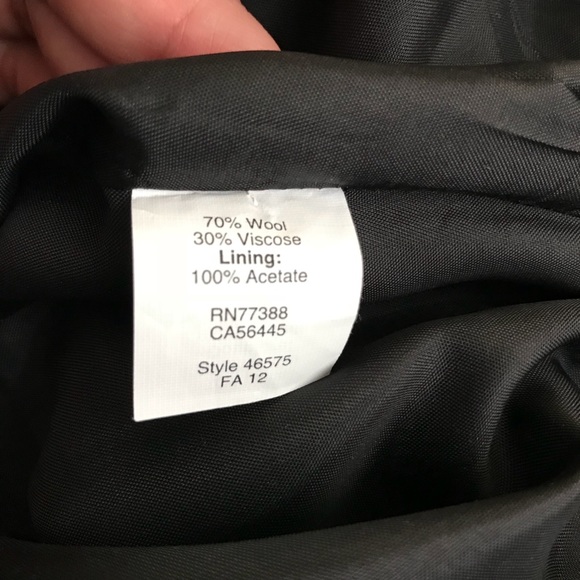 70% Wool
30% Viscose
Lining:
100% Acetate
RN77388
CA56445
Style 46575
FA 12